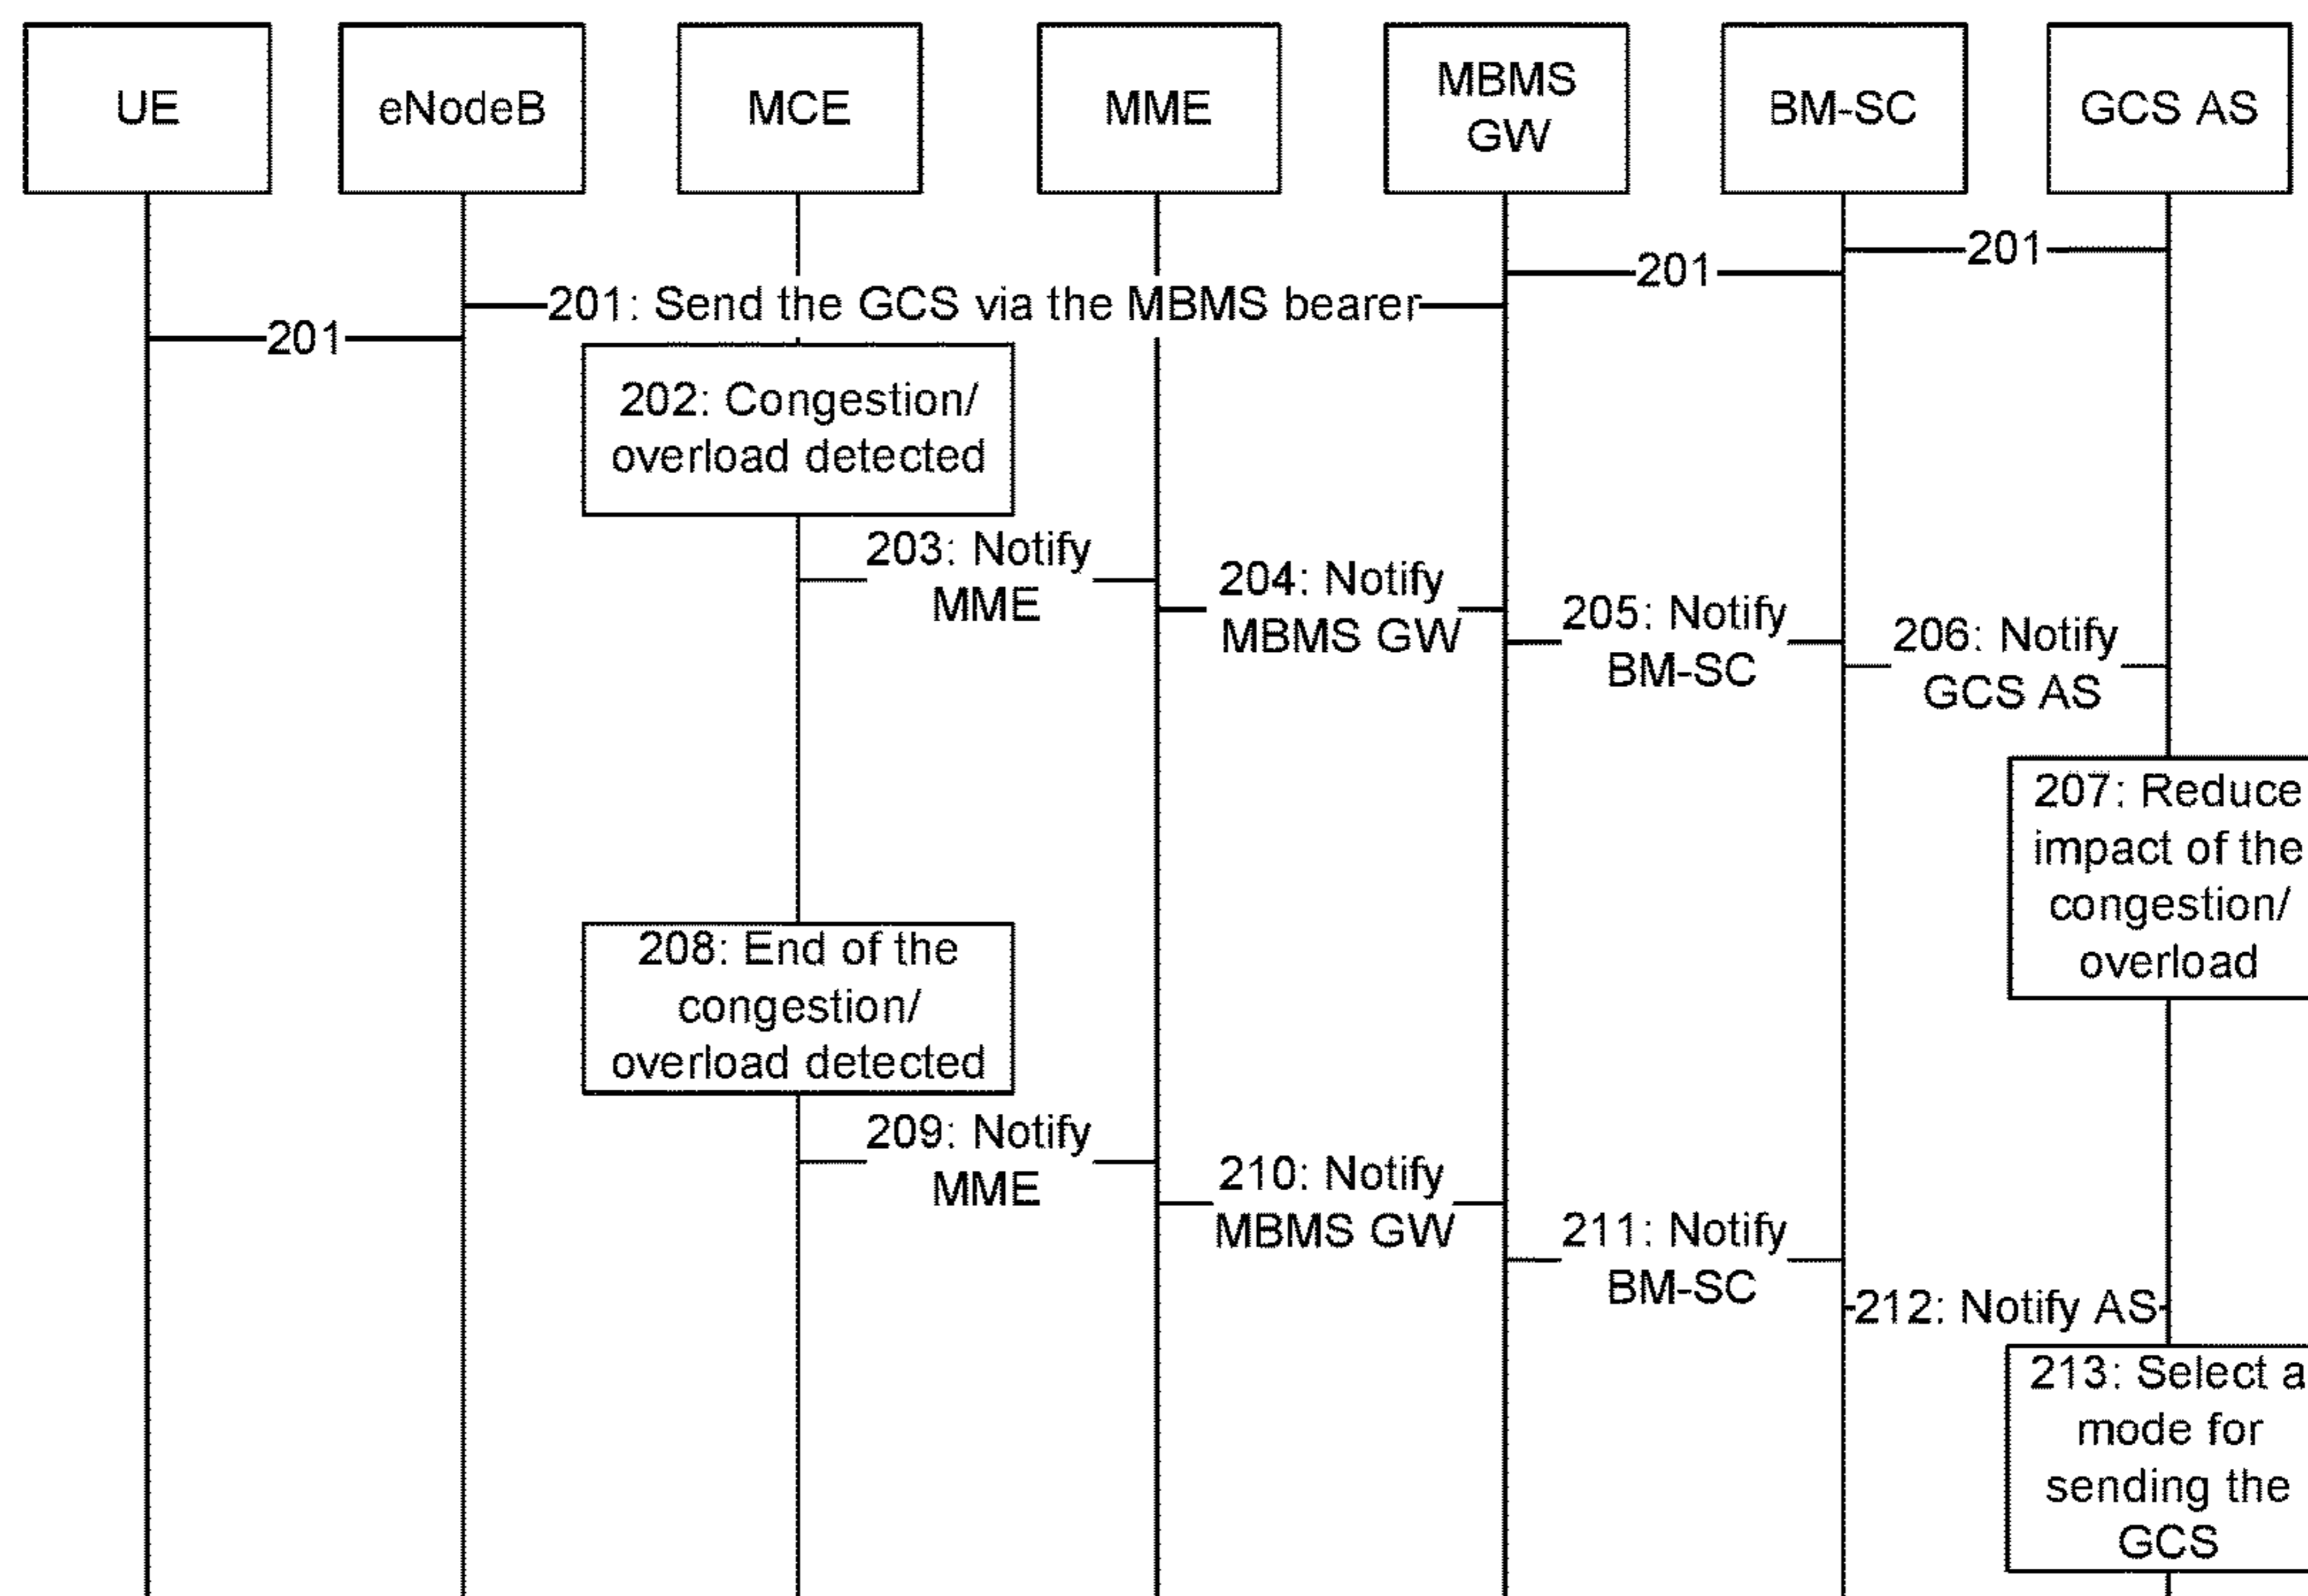 UE
eNodeB
MCE
MME
MBMS
GW
BM-SC
GCS AS
201
201
201: Send the GCS via the MBMS bearer
201
202: Congestion/
overload detected
203: Notify
MME
204: Notify
MBMS GW
205: Notify
BM-SC
206: Notify
GCS AS
207: Reduce
impact of the
congestion/
overload
208: End of the
congestion/
overload detected
209: Notify
MME
210: Notify
MBMS GW
211: Notify
BM-SC
212: Notify AS
213: Select a
mode for
sending the
GCS